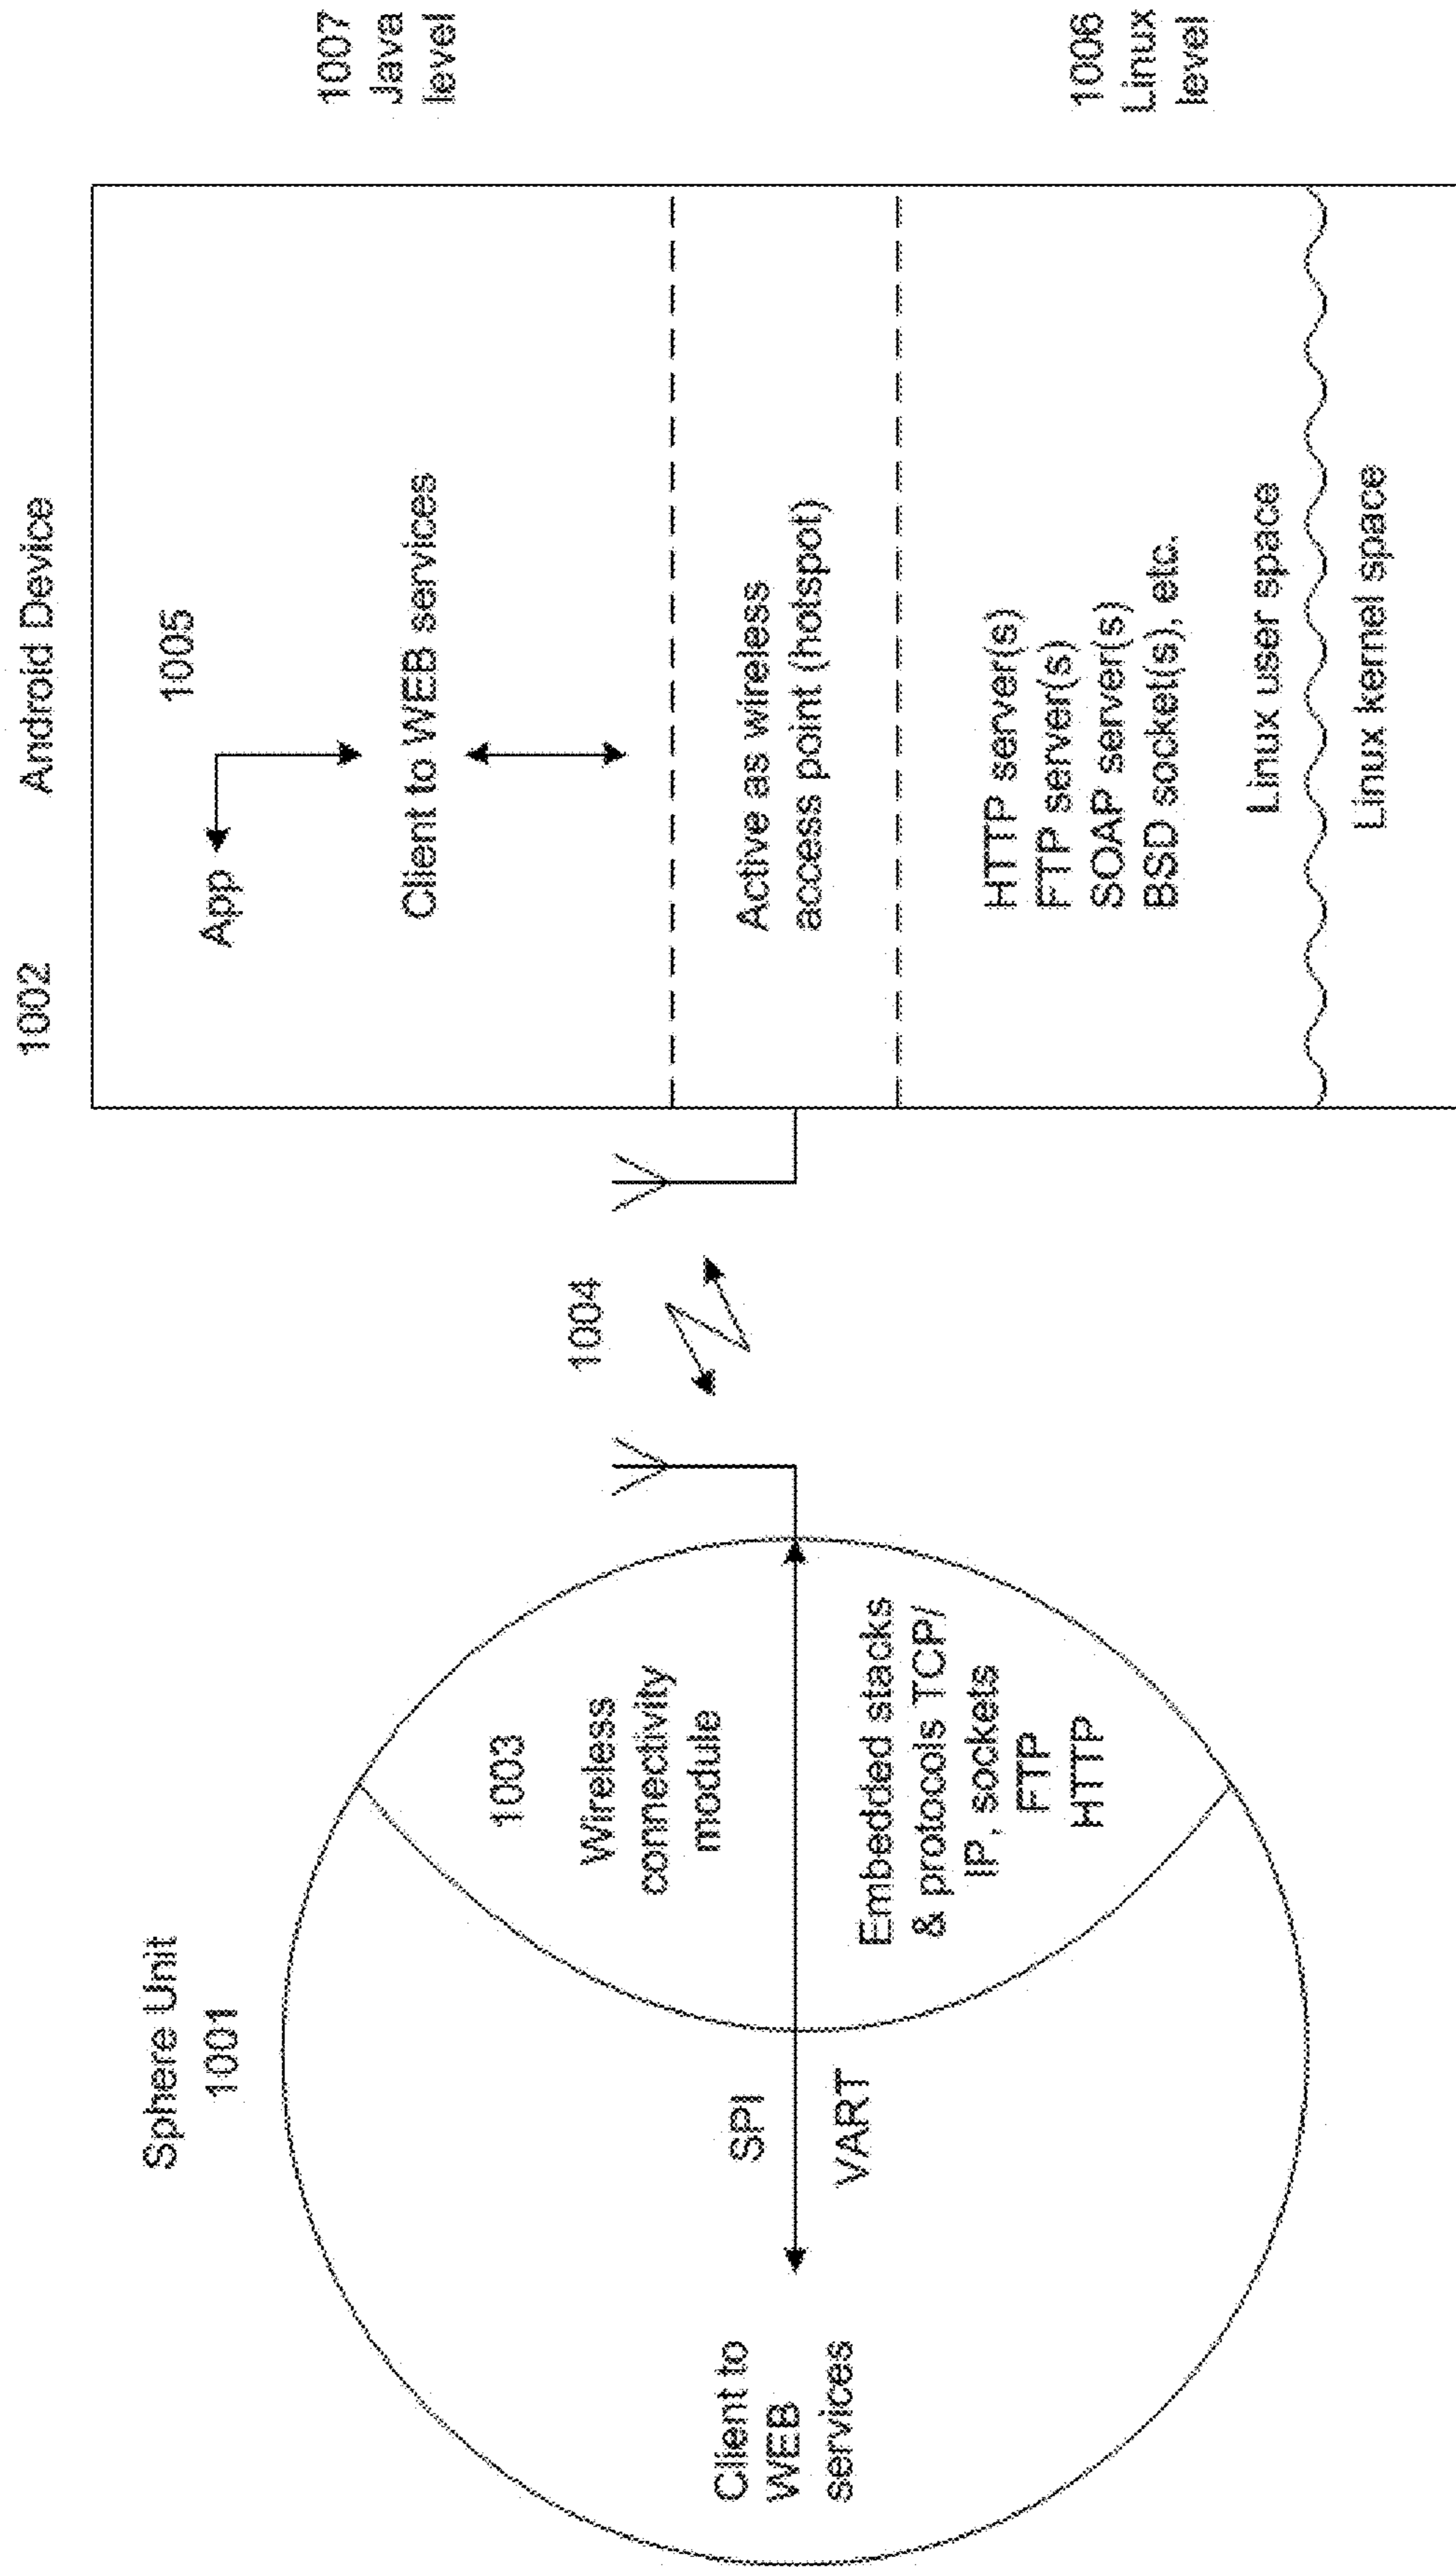 Sphere Unit
1001
Client to
WEB
services
SPI
VART
1003
Wireless
connectivity
module
Embedded stacks
& protocols TCP/
IP, sockets
FTP
HTTP
1004
1002
Android Device
App
1005
Client to WEB services
Active as wireless
access point (hotspot)
HTTP server(s)
FTP server(s)
SOAP server(s)
BSD socket(s), etc.
Linux user space
Linux kernel space
1007
Java
level
1006
Linux
level